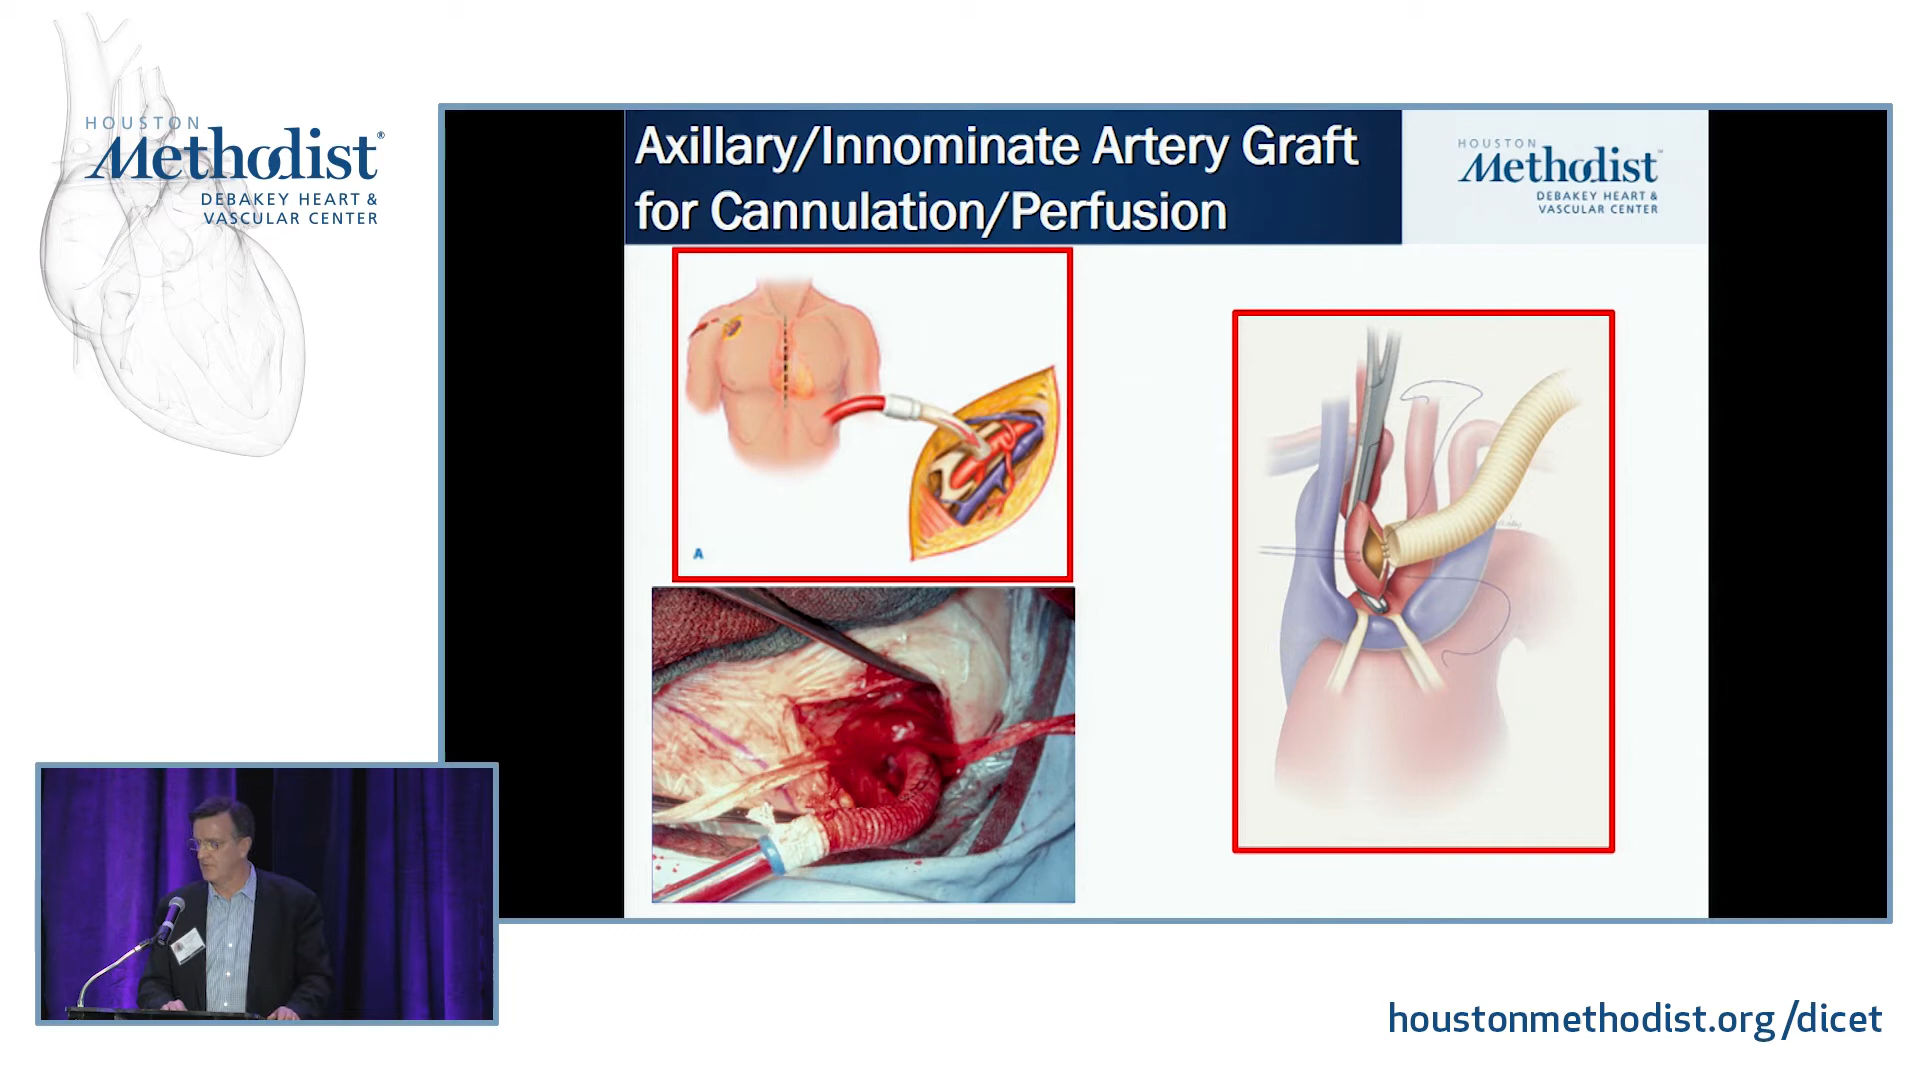 HOUSTON
Methodist®
DEBAKEY HEART &
VASCULAR CENTER
Axillary/Innominate Artery Graft
for Cannulation/Perfusion
HOUSTON
Methodist
DEBAKEY HEART &
VASCULAR CENTER
A
houstonmethodist.org/dicet